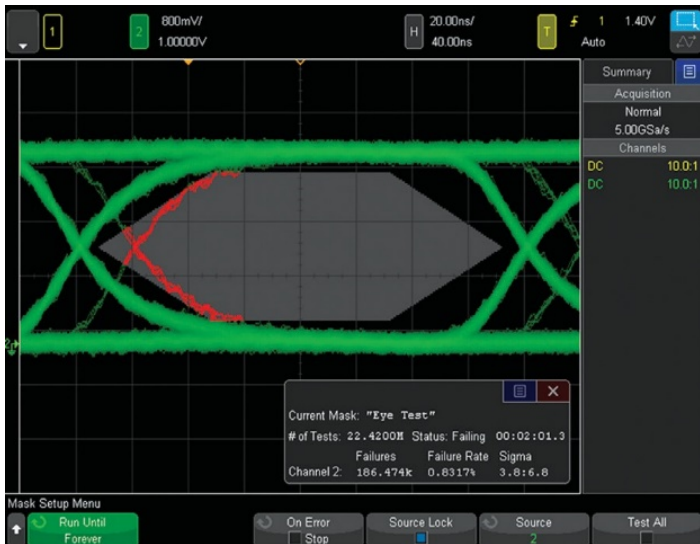 1
2
800mV/
1.00000V
H
20.00ns/
40.00ns
T
1
1.40V
Auto
Summary
Acquisition
Normal
5.00GSa/s
Channels
DC 10.0:1
DC 10.0:1
2
Current Mask: "Eye Test"
# of Tests: 22.4200M Status: Failing 00:02:01.3
Failures Failure Rate Sigma
Channel 2: 186.474k 0.8317% 3.8:6.8
Mask Setup Menu
Run Until
Forever
On Error
Stop
Source Lock
Source
2
Test All